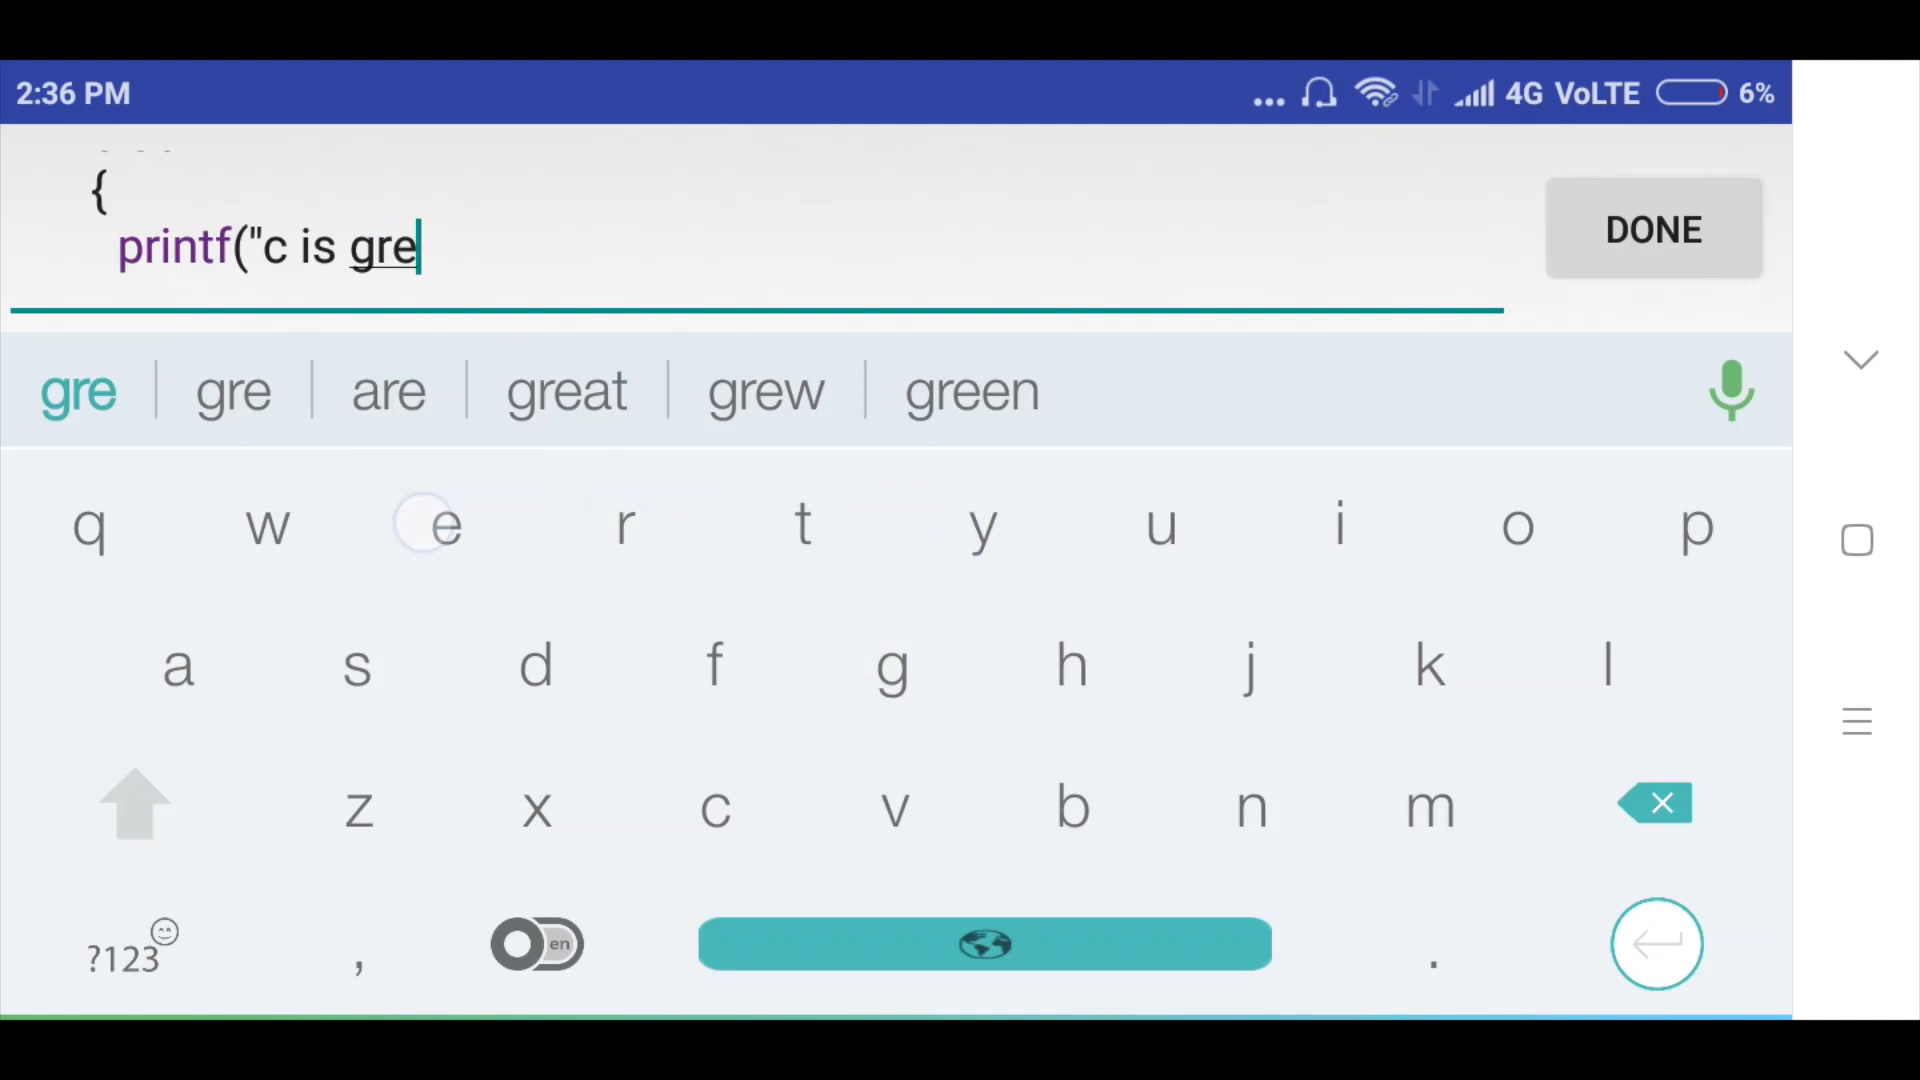 2:36 PM ... 4G VoLTE 6%
{
printf("c is gre
DONE
gre gre are great grew green
q w e r t y u i o p
a s d f g h j k l
z x c v b n m
?123 , en .